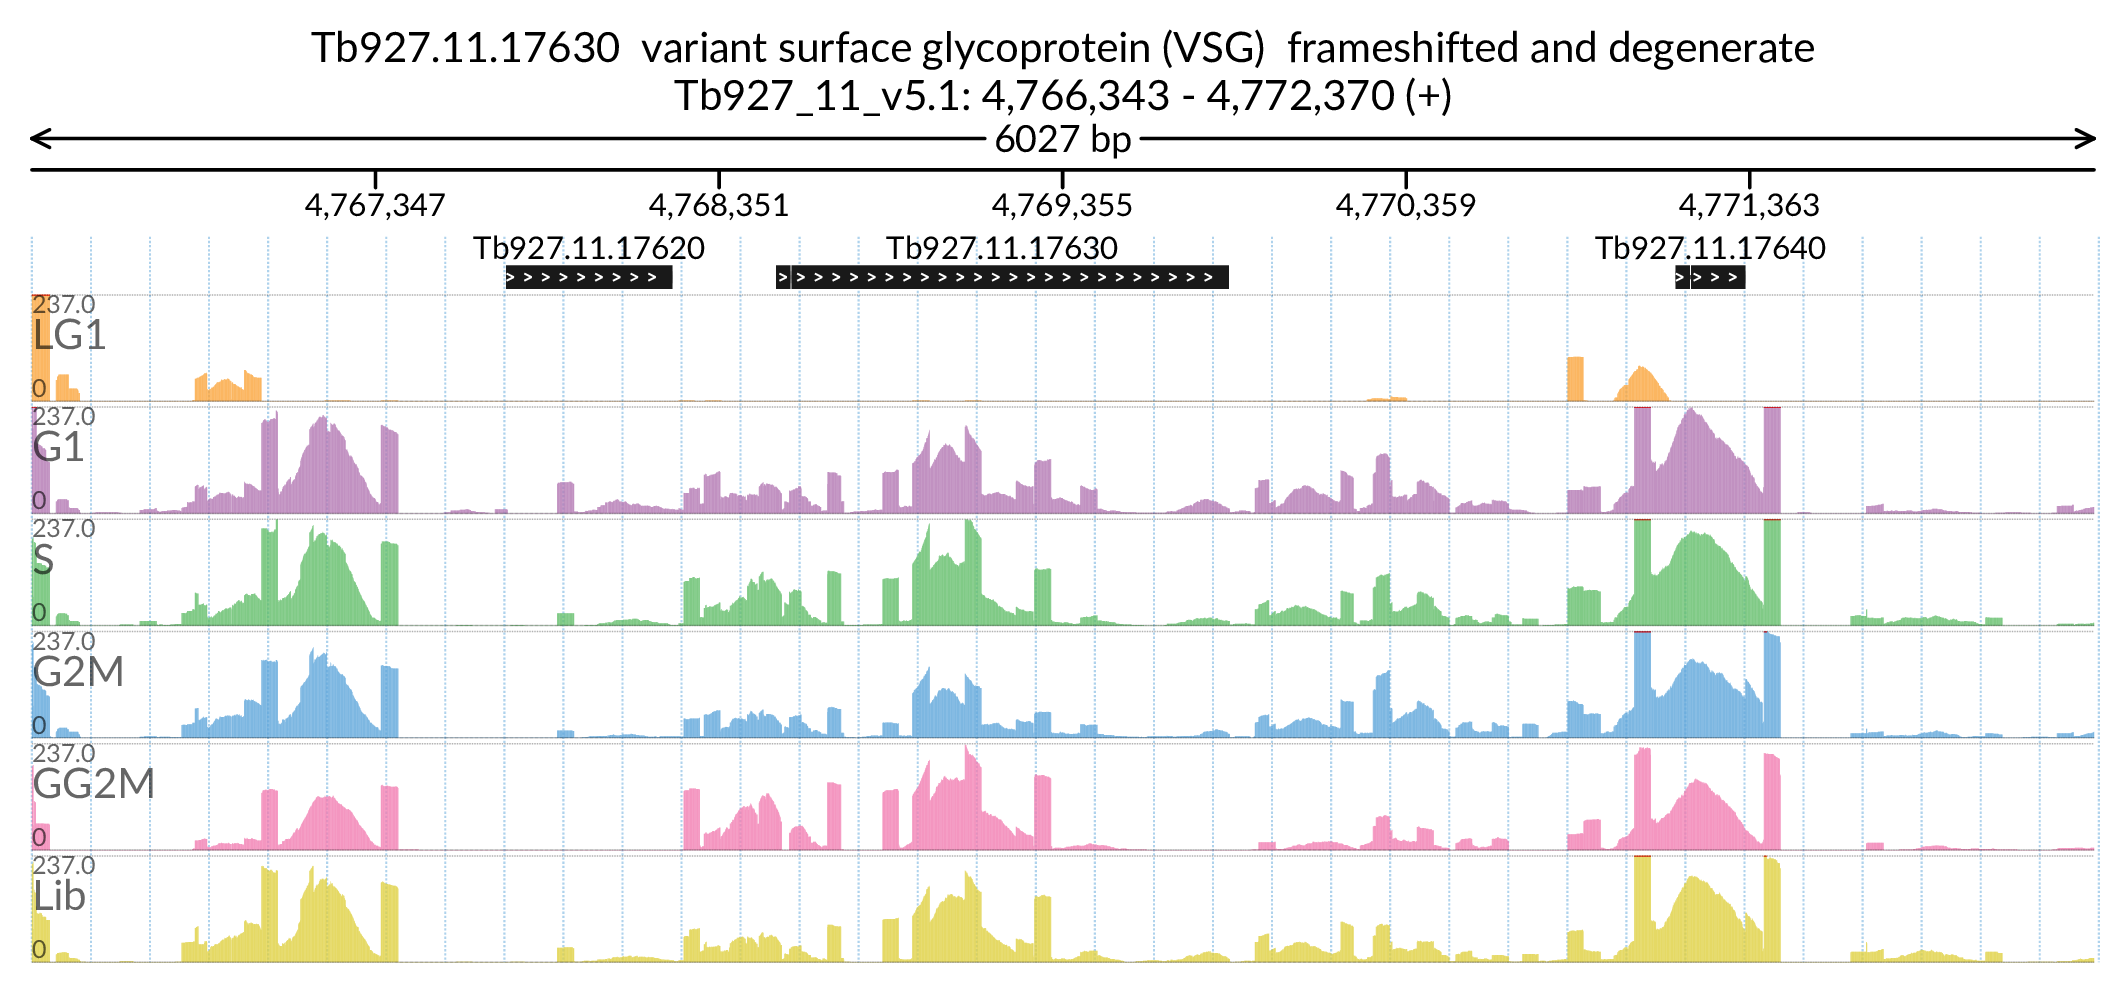 Tb927.11.17630  variant surface glycoprotein (VSG)  frameshifted and degenerate
Tb927_11_v5.1: 4,766,343 - 4,772,370 (+)
6027 bp
4,767,347 4,768,351 4,769,355 4,770,359 4,771,363
Tb927.11.17620 Tb927.11.17630 Tb927.11.17640
237.0
LG1
0
237.0
G1
0
237.0
S
0
237.0
G2M
0
237.0
GG2M
0
237.0
Lib
0